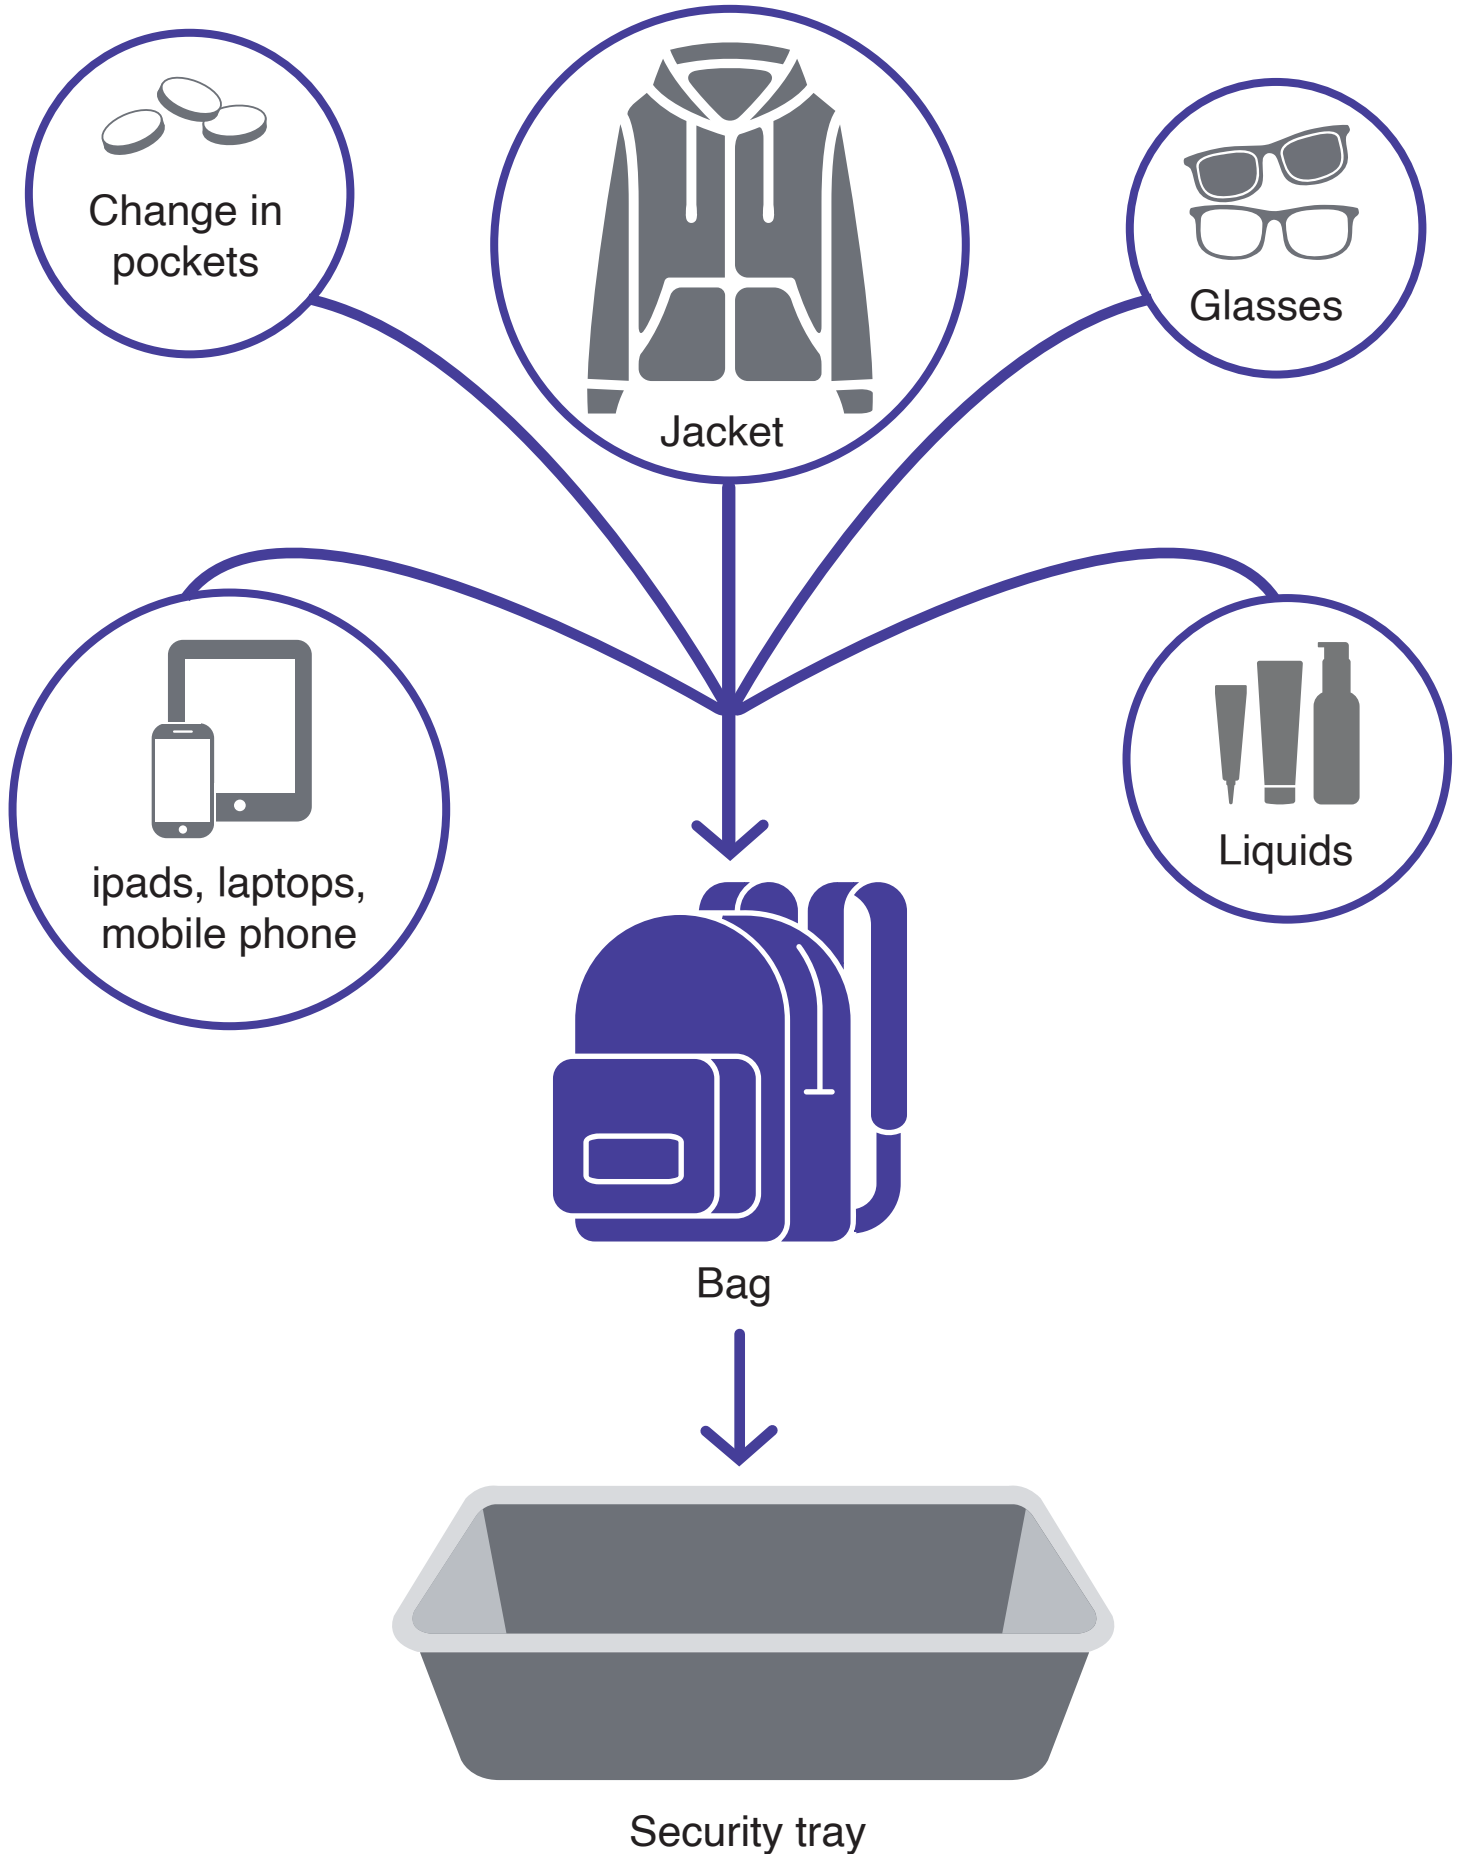 Change in
pockets
Jacket
Glasses
ipads, laptops,
mobile phone
Liquids
Bag
Security tray